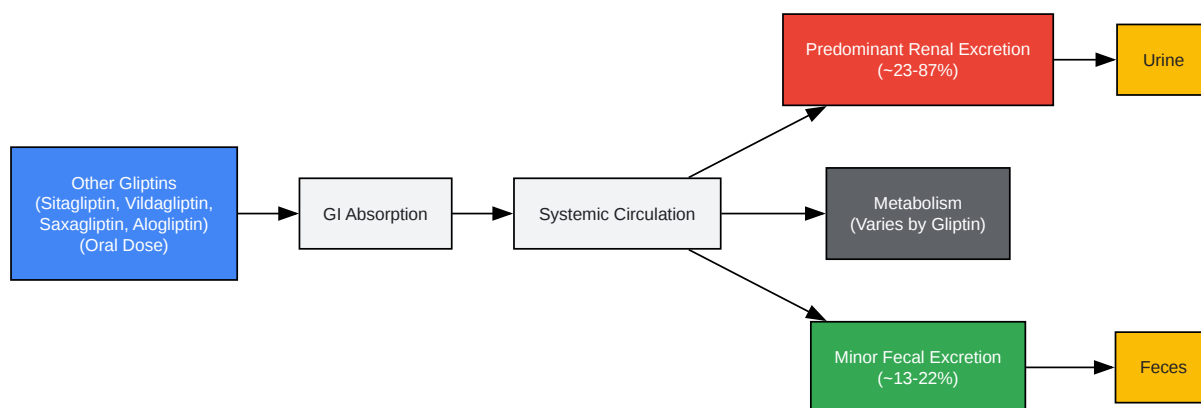 Other Gliptins
(Sitagliptin, Vildagliptin,
Saxagliptin, Alogliptin)
(Oral Dose)
GI Absorption
Systemic Circulation
Predominant Renal Excretion
(~23-87%)
Urine
Metabolism
(Varies by Gliptin)
Minor Fecal Excretion
(~13-22%)
Feces